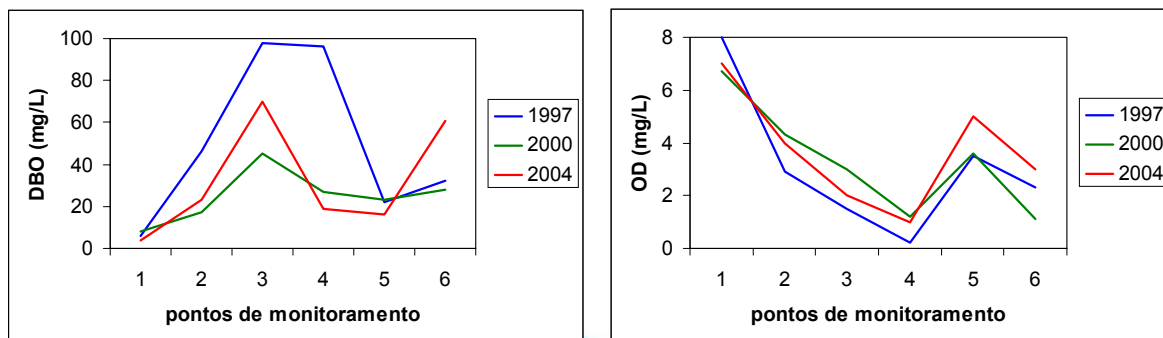 DBO (mg/L)
100
80
60
40
20
0
1 2 3 4 5 6
pontos de monitoramento
1997
2000
2004
OD (mg/L)
8
6
4
2
0
1 2 3 4 5 6
pontos de monitoramento
1997
2000
2004